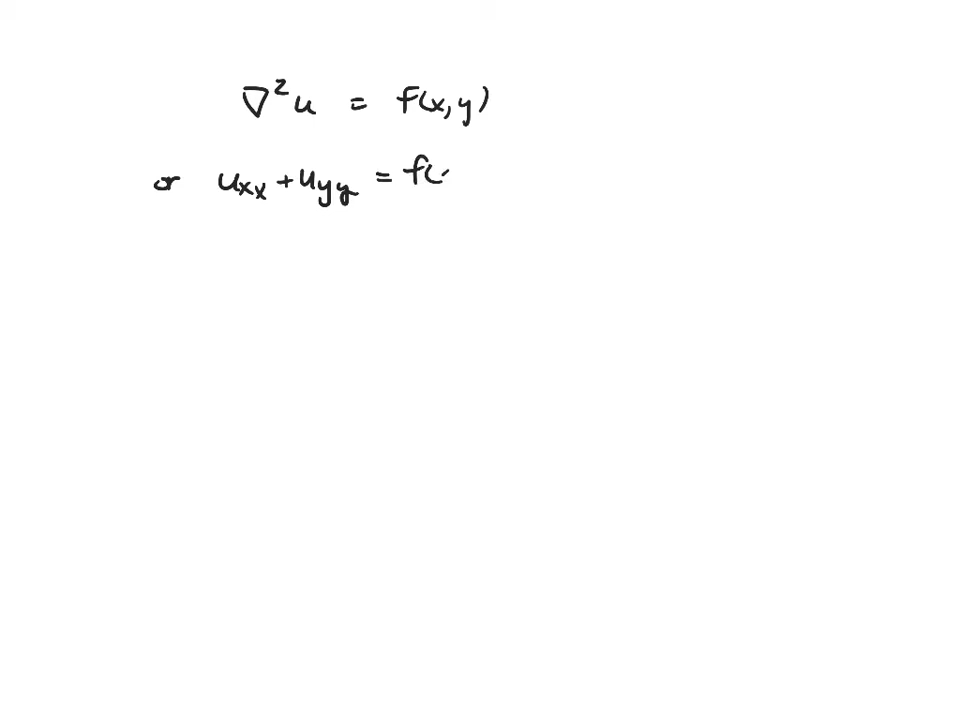 ∇²u = f(x,y)
or u_xx + u_yy = f(